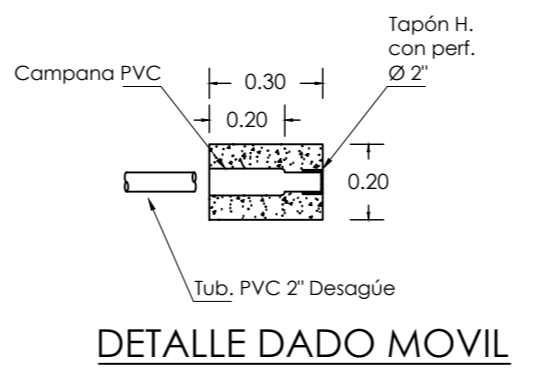 Tapón H.
con perf.
Ø 2"
Campana PVC
0.30
0.20
0.20
Tub. PVC 2" Desagúe
DETALLE DADO MOVIL